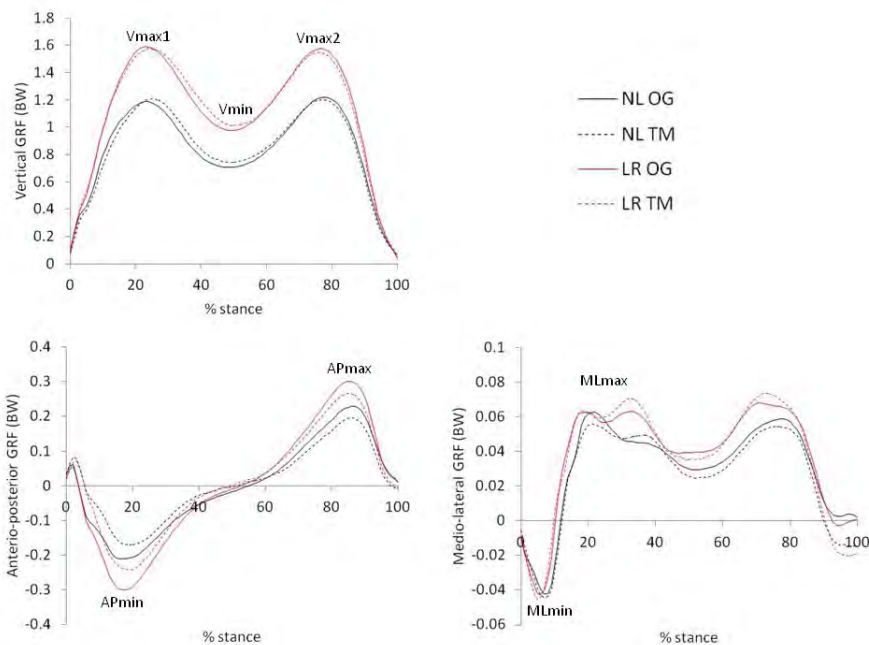 1.8
1.6
1.4
1.2
1
0.8
0.6
0.4
0.2
0
Vertical GRF (BW)
Vmax1
Vmax2
Vmin
0 20 40 60 80 100
% stance
NL OG
NL TM
LR OG
LR TM
0.4
0.3
0.2
0.1
0
-0.1
-0.2
-0.3
-0.4
Anterio-posterior GRF (BW)
APmax
0 20 40 60 80 100
APmin
% stance
0.1
0.08
0.06
0.04
0.02
0
-0.02
-0.04
-0.06
Medio-lateral GRF (BW)
MLmax
0 20 40 60 80 100
MLmin
% stance